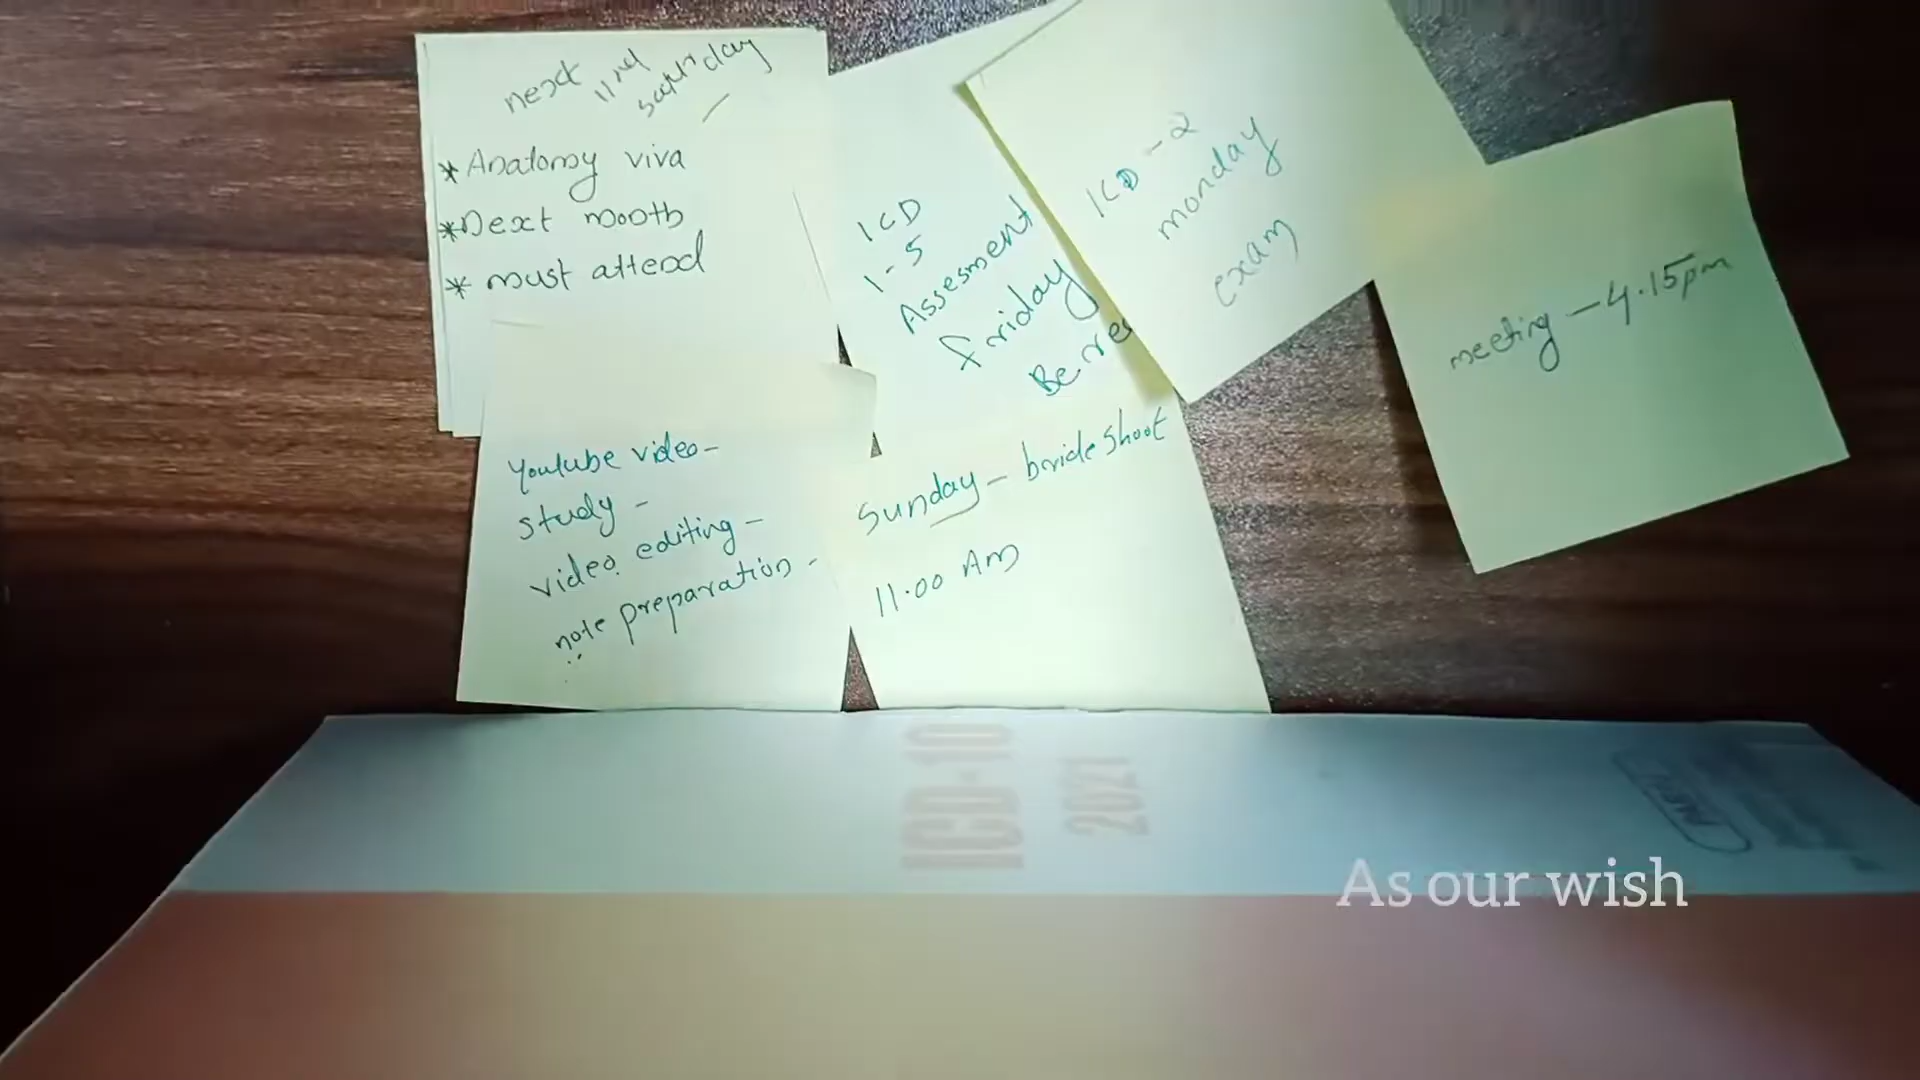 next 11nd saturday
* Anatomy viva
* Next month
* must attend
ICD
1-5
Assesment
friday
ICD-2
monday
exam
meeting - 4.15pm
Youtube video-
study -
video editing-
note preparation -
Sunday - bride shoot
11.00 AM
ICD-10
2021
As our wish